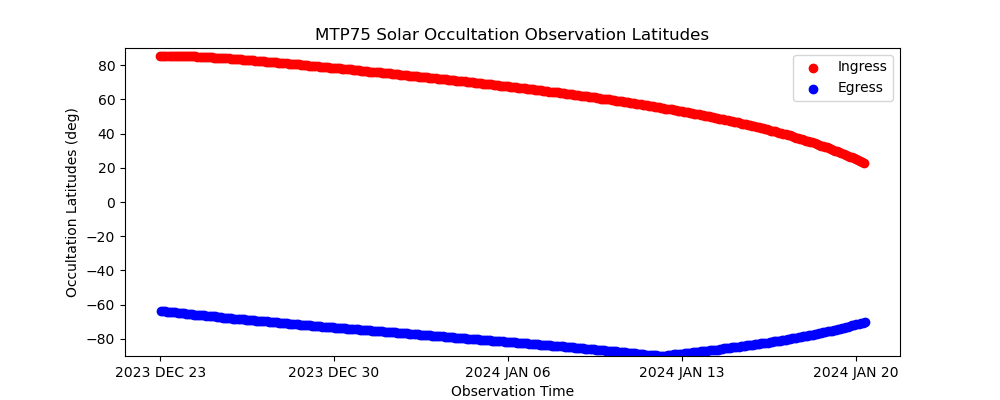 MTP75 Solar Occultation Observation Latitudes
Ingress
Egress
Occultation Latitudes (deg)
80
60
40
20
0
−20
−40
−60
−80
2023 DEC 23
2023 DEC 30
2024 JAN 06
2024 JAN 13
2024 JAN 20
Observation Time